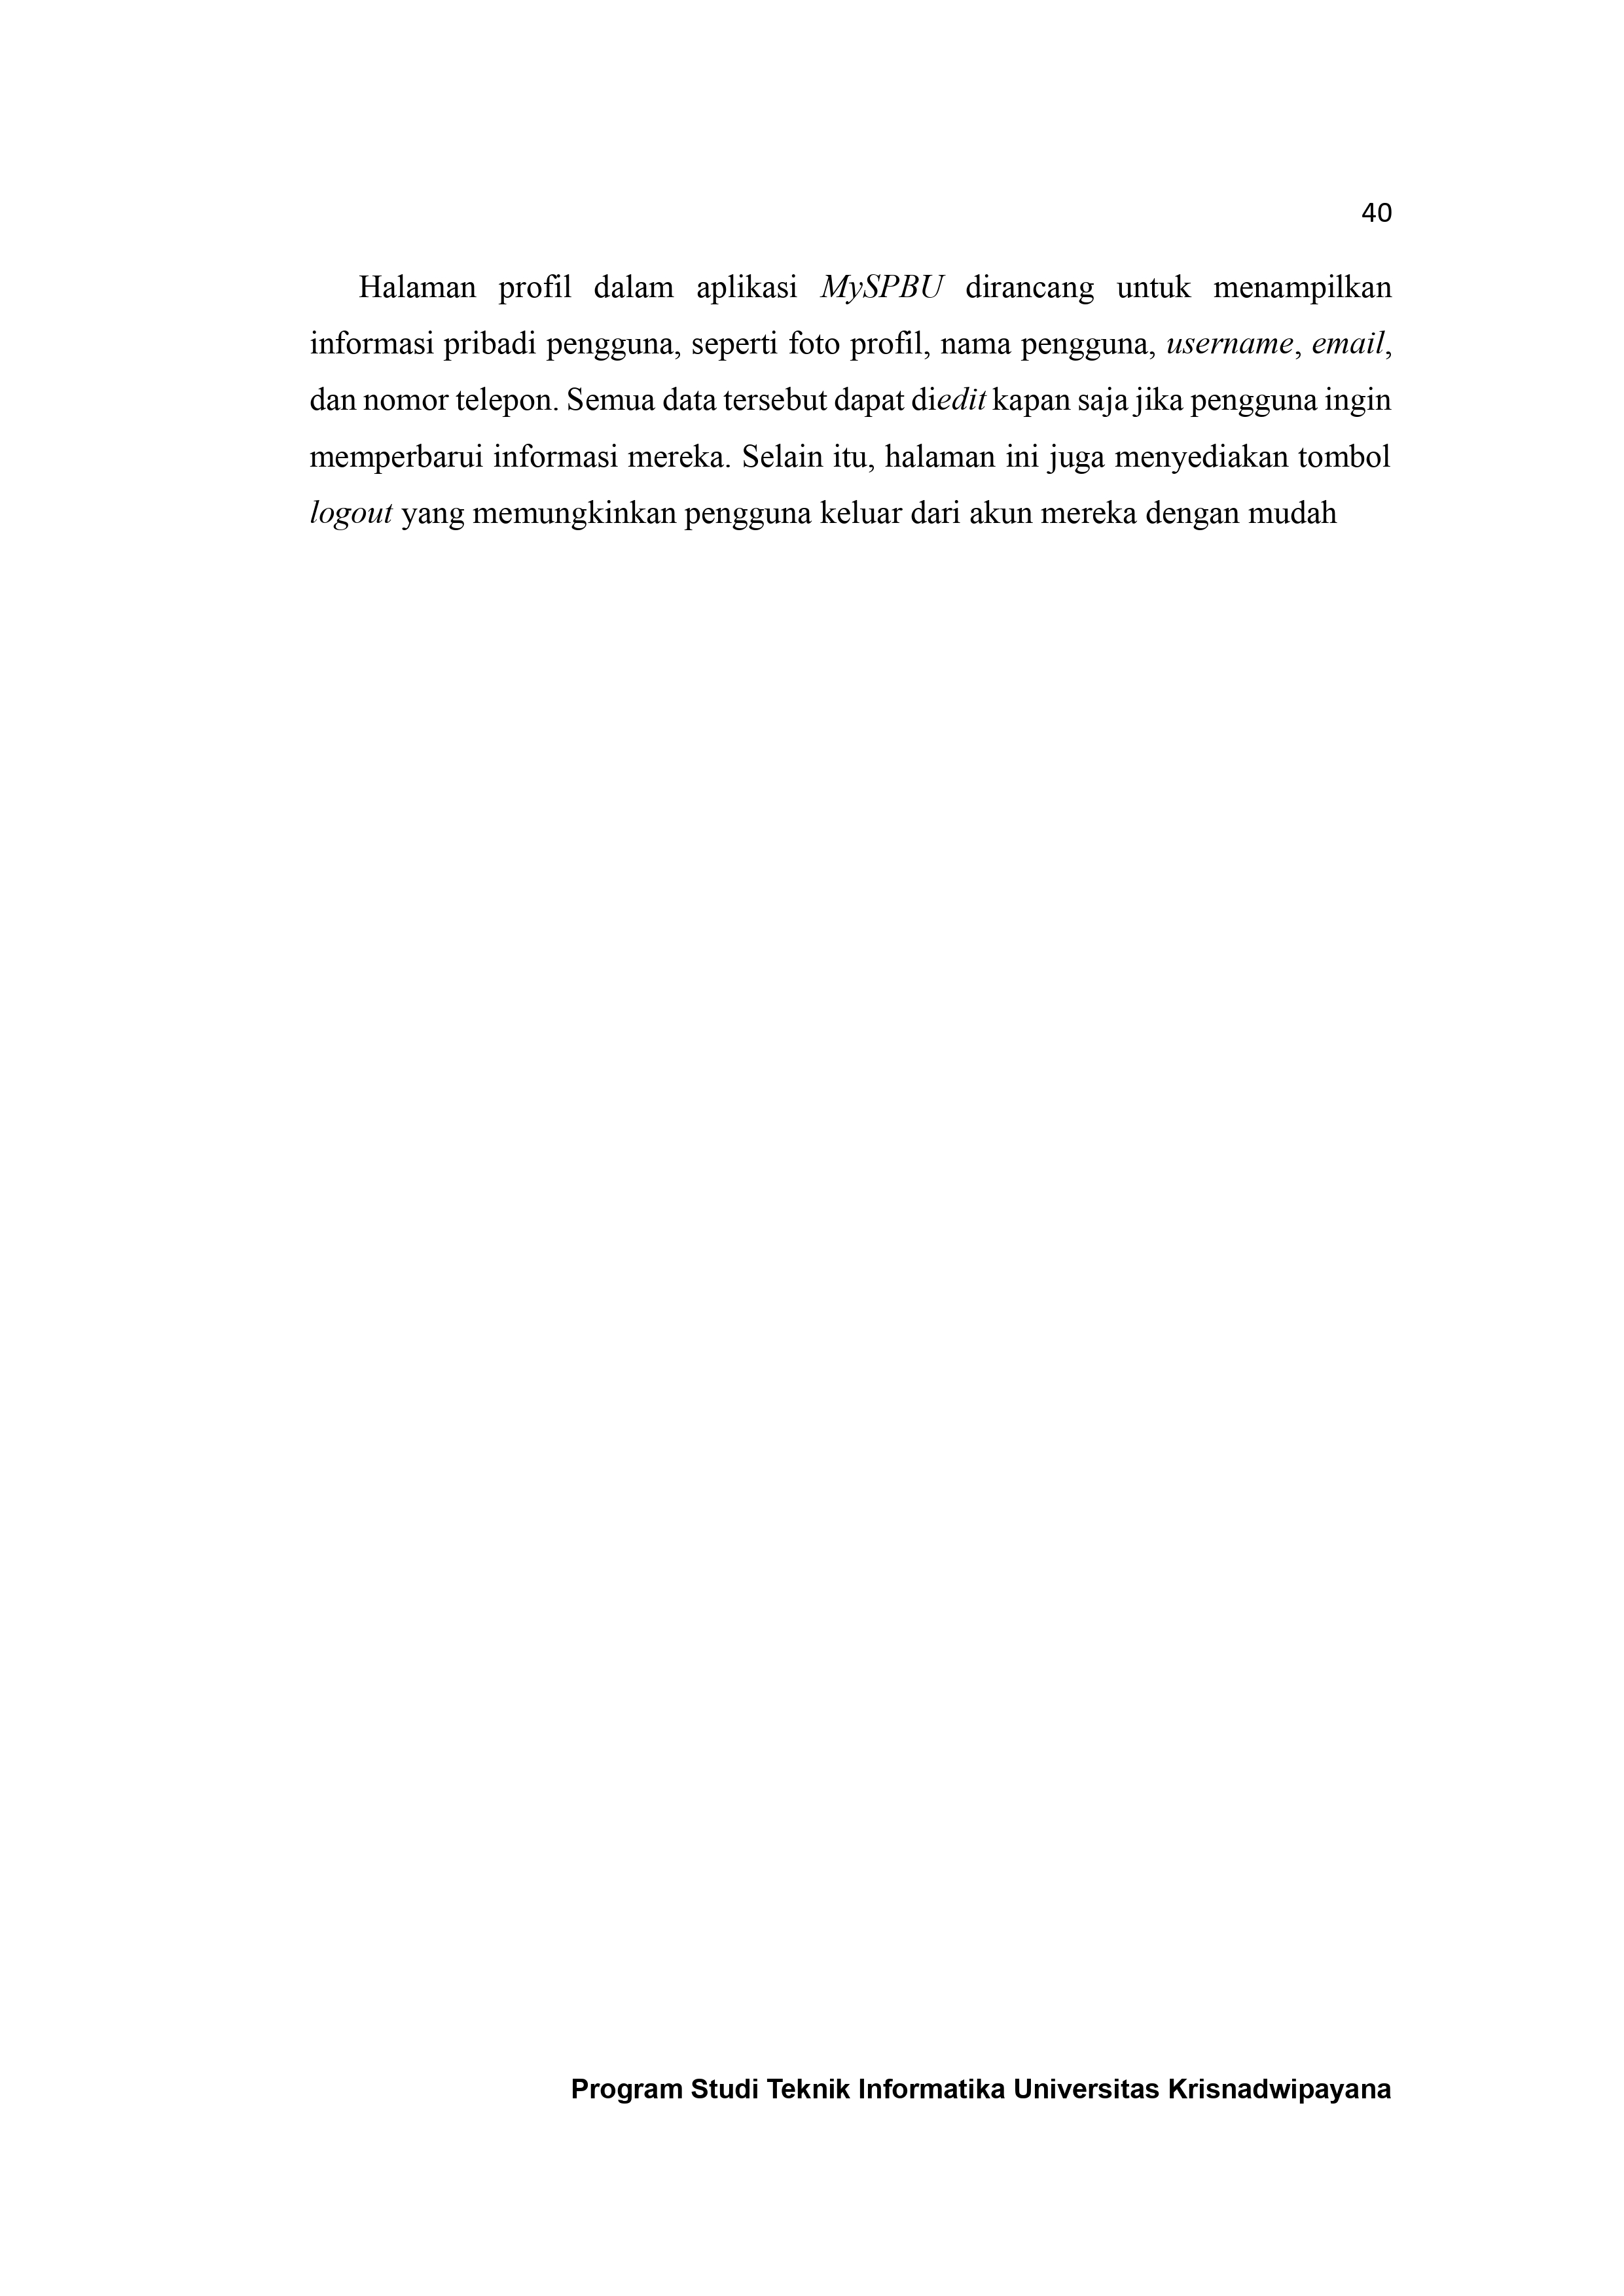 40
Halaman profil dalam aplikasi MySPBU dirancang untuk menampilkan
informasi pribadi pengguna, seperti foto profil, nama pengguna, username, email,
dan nomor telepon. Semua data tersebut dapat diedit kapan saja jika pengguna ingin
memperbarui informasi mereka. Selain itu, halaman ini juga menyediakan tombol
logout yang memungkinkan pengguna keluar dari akun mereka dengan mudah
Program Studi Teknik Informatika Universitas Krisnadwipayana